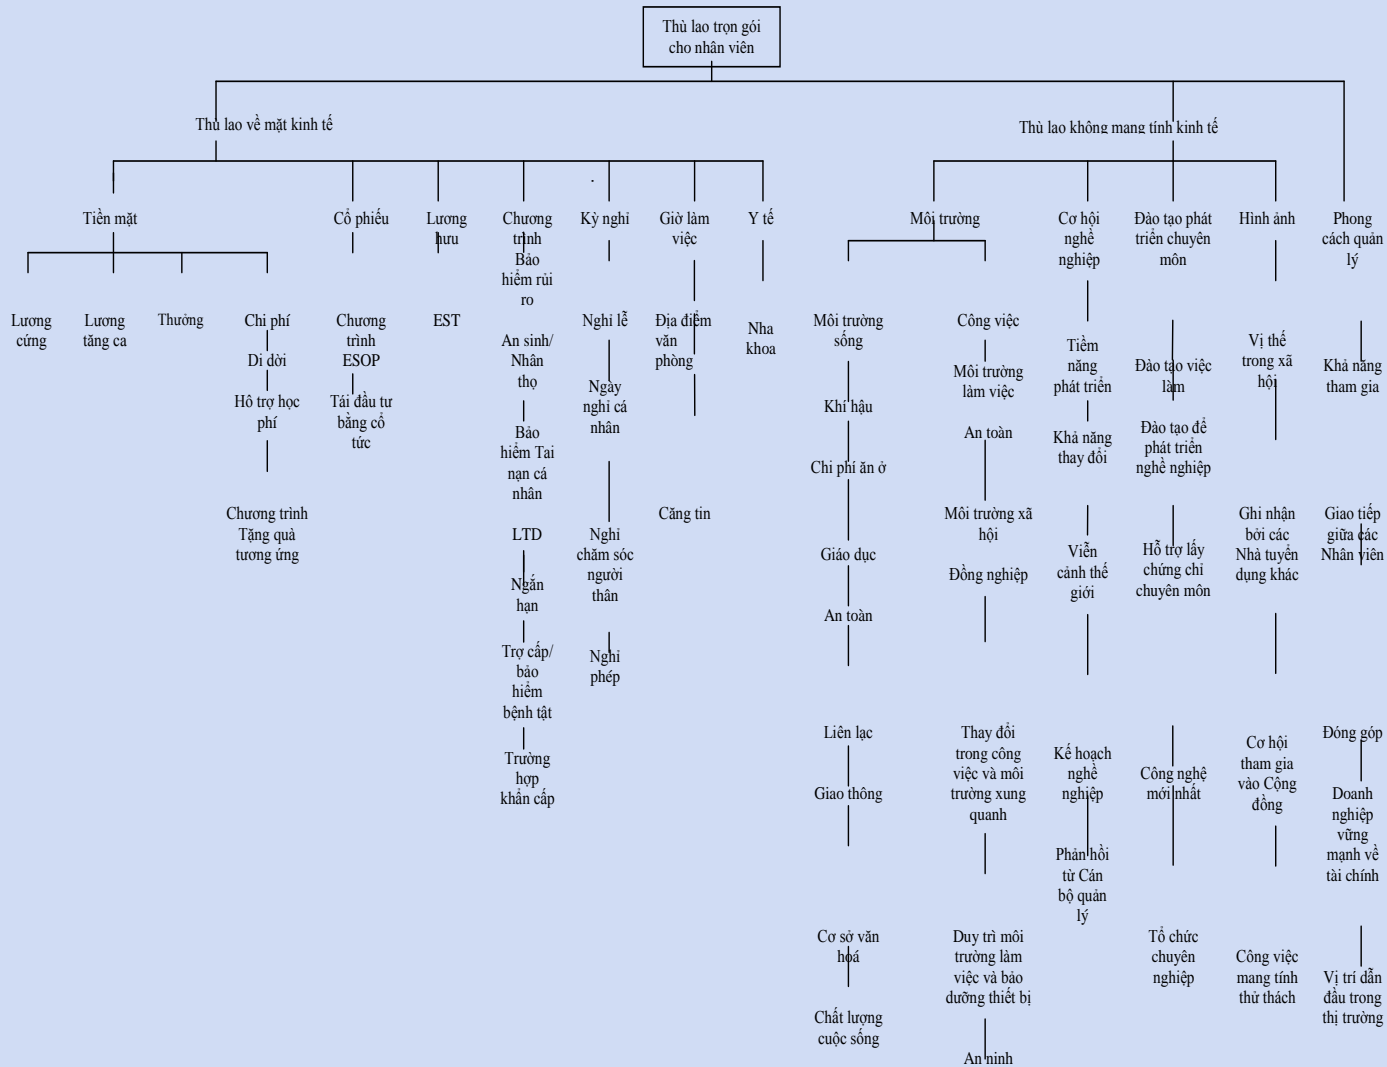 Thù lao trọn gói
cho nhân viên
Thù lao về mặt kinh tế
Thù lao không mang tính kinh tế
Tiền mặt
Cổ phiếu
Lương
hưu
Chương
trình
Bảo
hiểm rủi
ro
Kỳ nghỉ
Giờ làm
việc
Y tế
Môi trường
Cơ hội
nghề
nghiệp
Đào tạo phát
triển chuyên
môn
Hình ảnh
Phong
cách quản
lý
Lương
cứng
Lương
tăng ca
Thưởng
Chi phí
Di dời
Hỗ trợ học
phí
Chương trình
Tặng quà
tương ứng
Chương
trình
ESOP
Tái đầu tư
bằng cổ
tức
EST
An sinh/
Nhân
thọ
Bảo
hiểm Tai
nạn cá
nhân
LTD
Ngắn
hạn
Trợ cấp/
bảo
hiểm
bệnh tật
Trường
hợp
khẩn cấp
Nghỉ lễ
Ngày
nghỉ cá
nhân
Nghỉ
chăm sóc
người
thân
Nghỉ
phép
Địa điểm
văn
phòng
Căng tin
Nha
khoa
Môi trường
sống
Khí hậu
Chi phí ăn ở
Giáo dục
An toàn
Liên lạc
Giao thông
Cơ sở văn
hoá
Chất lượng
cuộc sống
Công việc
Môi trường
làm việc
An toàn
Môi trường xã
hội
Đồng nghiệp
Thay đổi
trong công
việc và môi
trường xung
quanh
Duy trì môi
trường làm
việc và bảo
dưỡng thiết bị
An ninh
Tiềm
năng
phát triển
Khả năng
thay đổi
Viễn
cảnh thế
giới
Kế hoạch
nghề
nghiệp
Phản hồi
từ Cán
bộ quản
lý
Đào tạo việc
làm
Đào tạo để
phát triển
nghề nghiệp
Hỗ trợ lấy
chứng chỉ
chuyên môn
Công nghệ
mới nhất
Tổ chức
chuyên
nghiệp
Vị thế
trong xã
hội
Ghi nhận
bởi các
Nhà tuyển
dụng khác
Cơ hội
tham gia
vào Cộng
đồng
Công việc
mang tính
thử thách
Khả năng
tham gia
Giao tiếp
giữa các
Nhân viên
Đóng góp
Doanh
nghiệp
vững
mạnh về
tài chính
Vị trí dẫn
đầu trong
thị trường